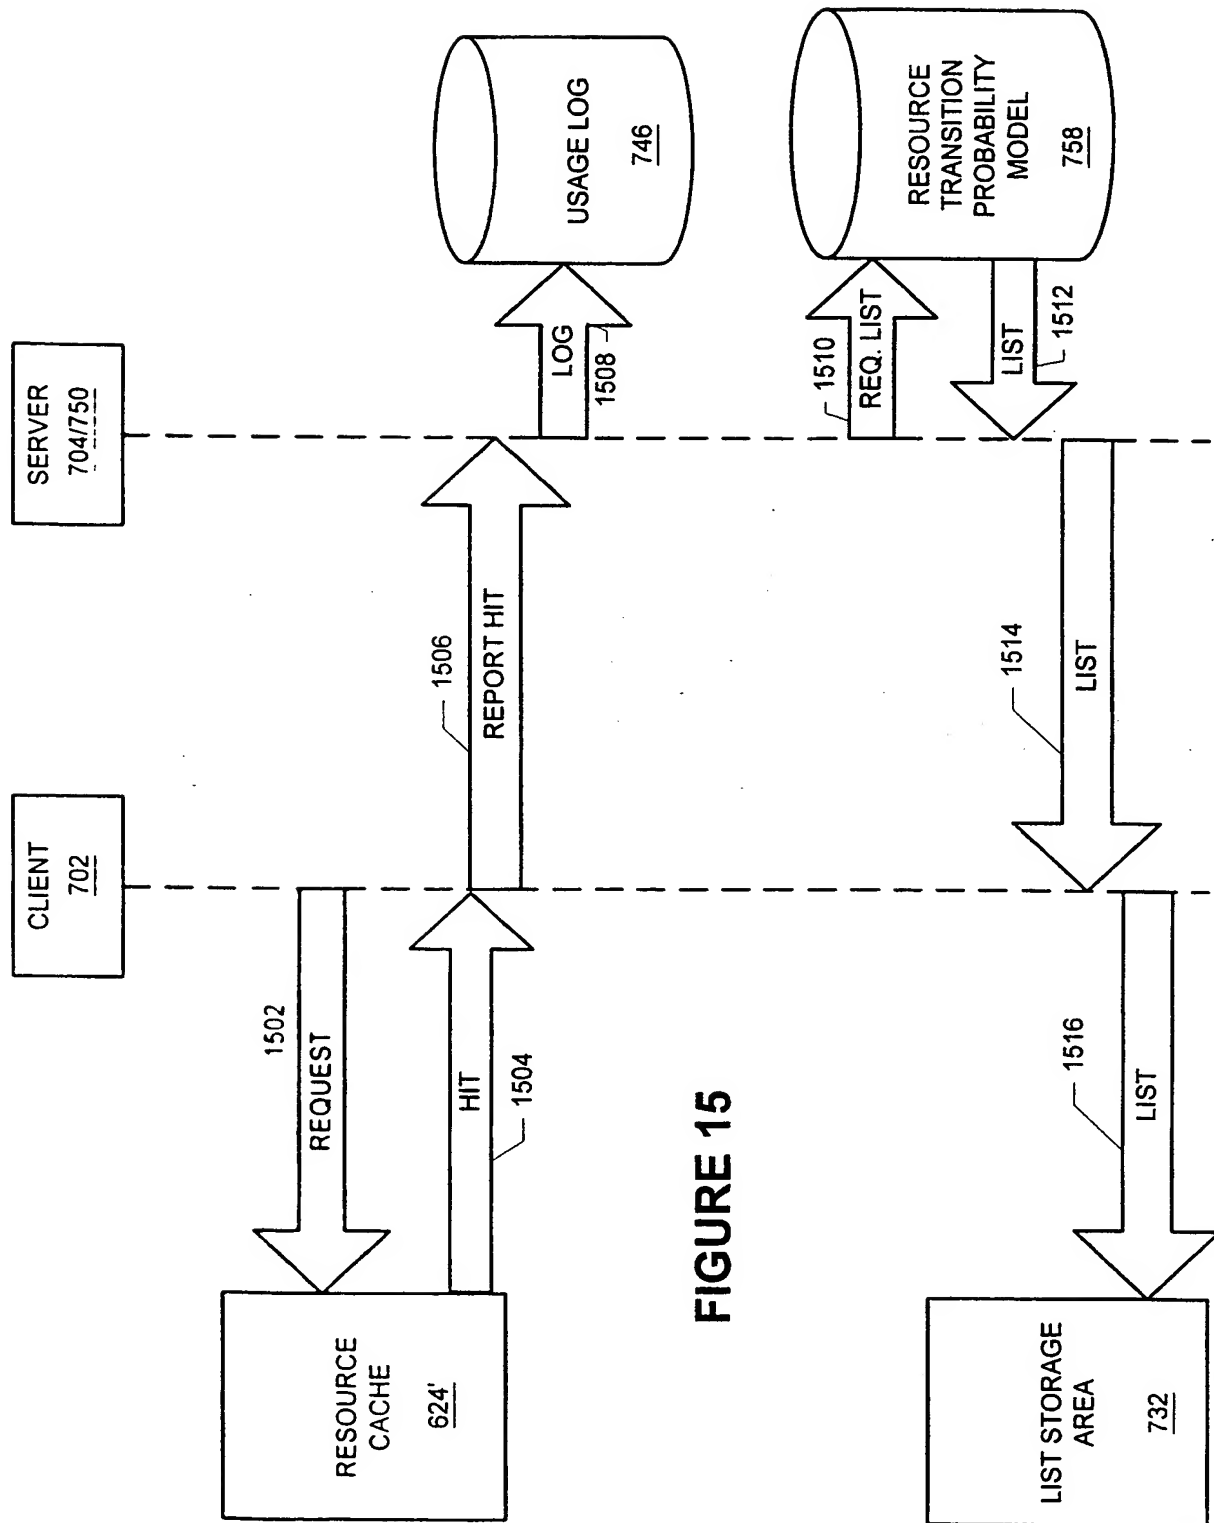 CLIENT
702
SERVER
704/750
1502
REQUEST
RESOURCE
CACHE
624'
HIT
1504
1506
REPORT HIT
LOG
1508
USAGE LOG
746
1510
REQ. LIST
RESOURCE
TRANSITION
PROBABILITY
MODEL
758
LIST
1512
1514
LIST
1516
LIST
LIST STORAGE
AREA
732
FIGURE 15